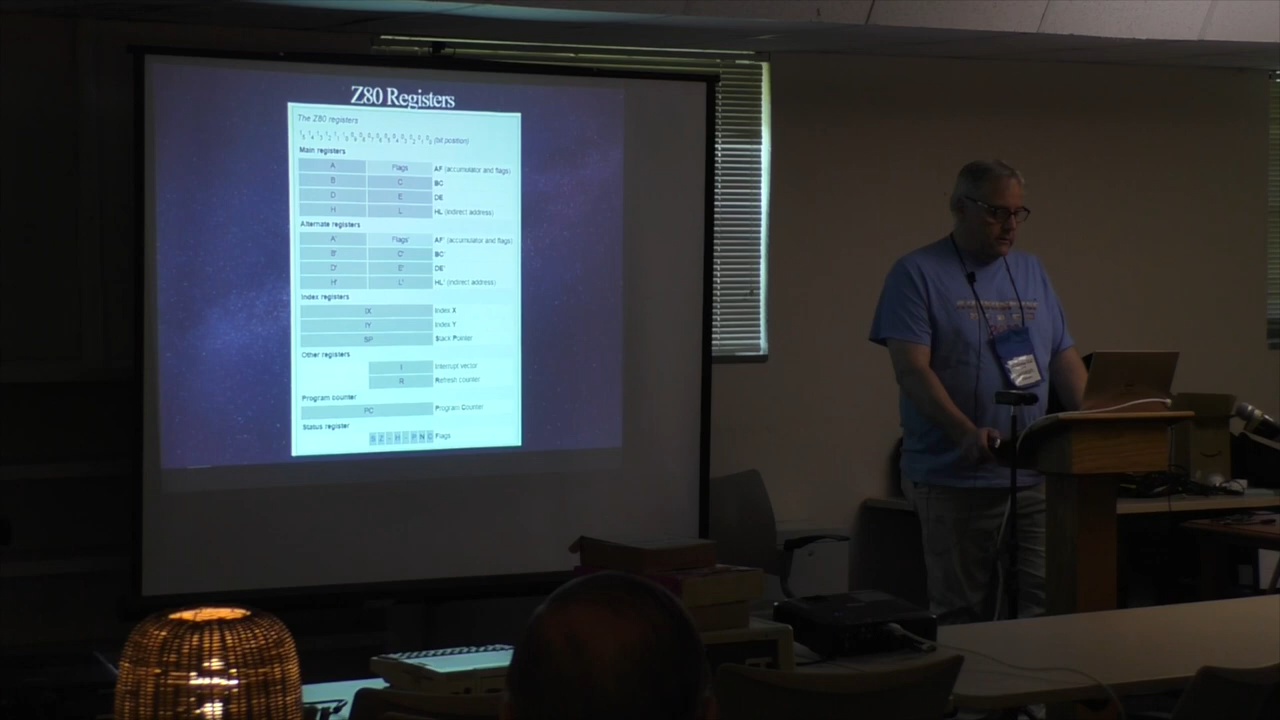 Z80 Registers
The Z80 registers
(bit position)
Main registers
A Flags AF (accumulator and flags)
B C BC
D E DE
H L HL (indirect address)
Alternate registers
A' Flags' AF' (accumulator and flags)
B' C' BC'
D' E' DE'
H' L' HL' (indirect address)
Index registers
IX Index X
IY Index Y
SP Stack Pointer
Other registers
I Interrupt vector
R Refresh counter
Program counter
PC Program Counter
Status register
S Z - H - P N C Flags